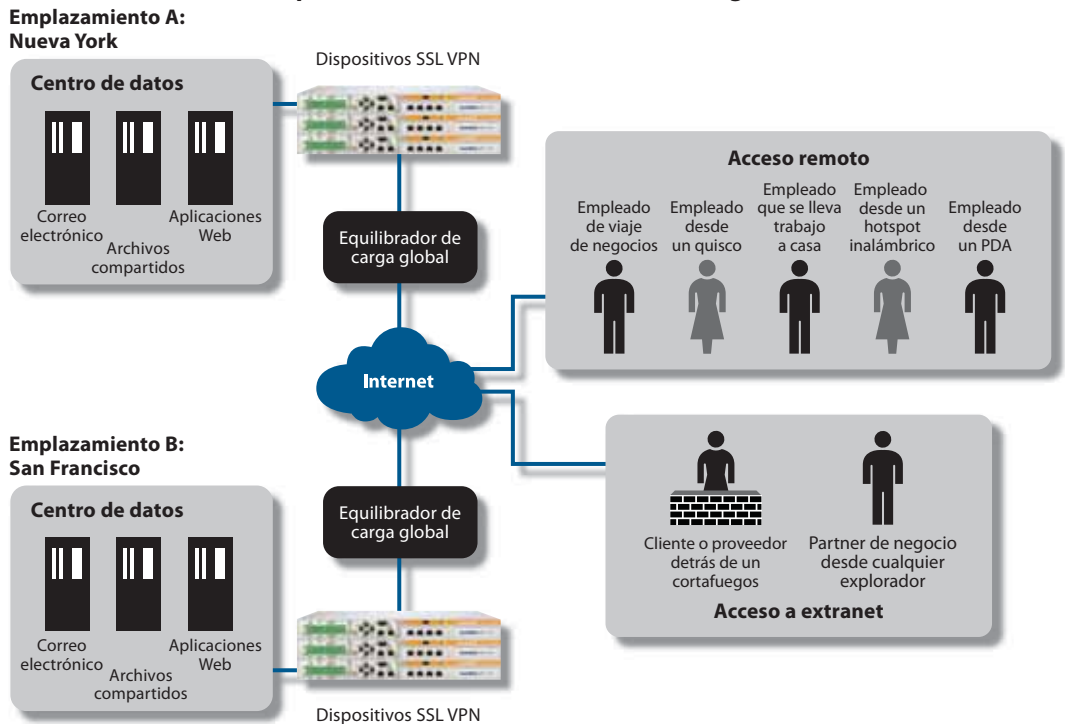 Emplazamiento A:
Nueva York
Centro de datos
Correo
electrónico
Archivos
compartidos
Aplicaciones
Web
Dispositivos SSL VPN
Equilibrador de
carga global
Internet
Acceso remoto
Empleado
de viaje
de negocios
Empleado
desde
un quisco
Empleado
que se lleva
trabajo
a casa
Empleado
desde un
hotspot
inalámbrico
Empleado
desde
un PDA
Emplazamiento B:
San Francisco
Centro de datos
Correo
electrónico
Archivos
compartidos
Aplicaciones
Web
Equilibrador de
carga global
Dispositivos SSL VPN
Cliente o proveedor
detrás de un
cortafuegos
Partner de negocio
desde cualquier
explorador
Acceso a extranet